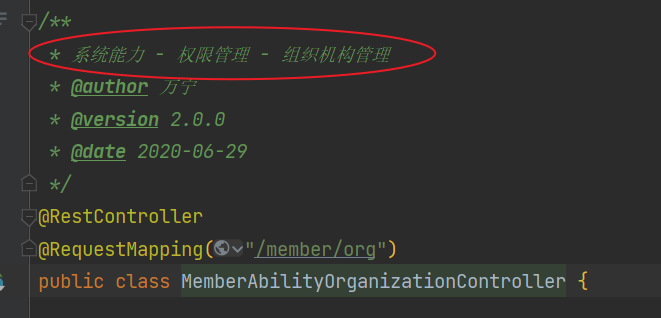 /**
* 系统能力 - 权限管理 - 组织机构管理
* @author 万宁
* @version 2.0.0
* @date 2020-06-29
*/
@RestController
@RequestMapping("/member/org")
public class MemberAbilityOrganizationController {